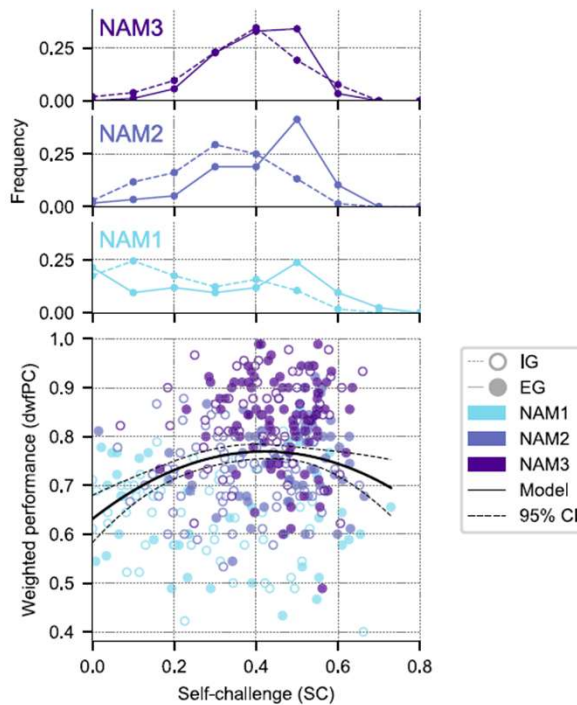 NAM3
0.25
0.00
NAM2
0.25
0.00
Frequency
NAM1
0.25
0.00
1.0
0.9
0.8
0.7
0.6
0.5
0.4
Weighted performance (dwfPC)
0.0 0.2 0.4 0.6 0.8
Self-challenge (SC)
IG
EG
NAM1
NAM2
NAM3
Model
95% CI